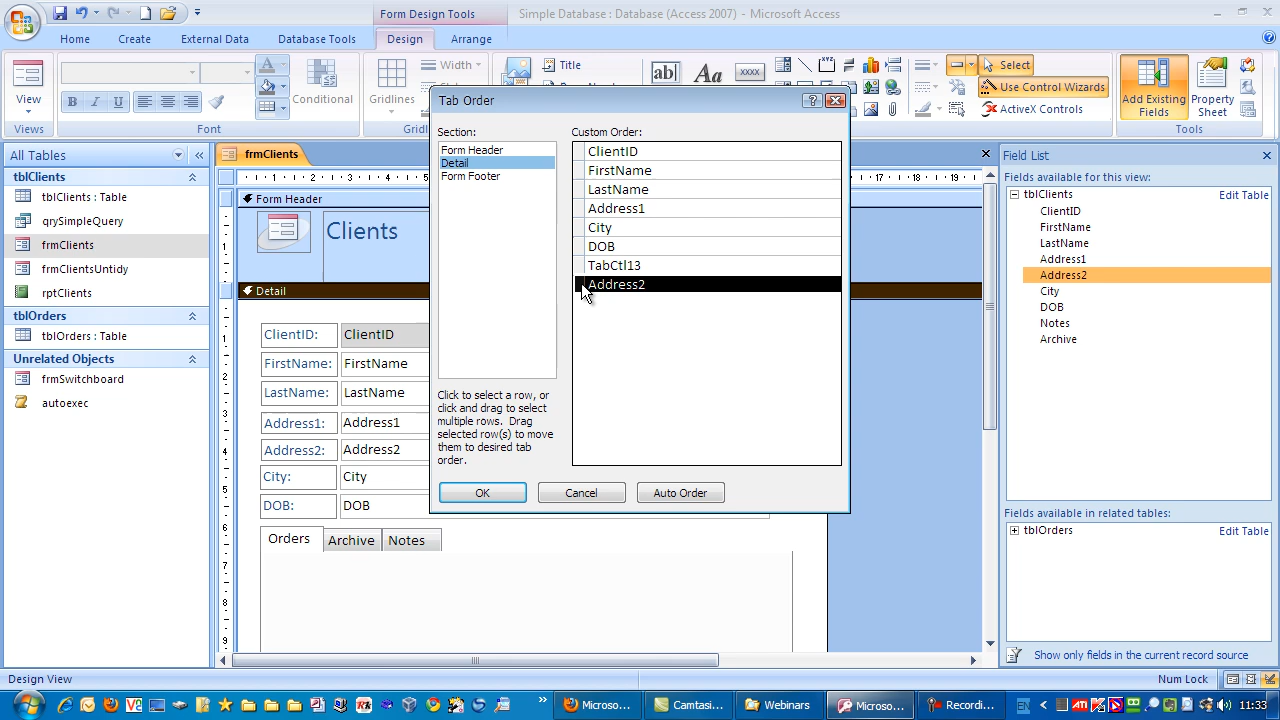 Form Design Tools
Simple Database : Database (Access 2007) - Microsoft Access
Home
Create
External Data
Database Tools
Design
Arrange
View
Views
B I U
Font
Conditional
Gridlines
Width
Gridl
Title
Aa
ab|
xxxx
Select
Use Control Wizards
ActiveX Controls
Add Existing Fields
Property Sheet
Tools
All Tables
tblClients
tblClients : Table
qrySimpleQuery
frmClients
frmClientsUntidy
rptClients
tblOrders
tblOrders : Table
Unrelated Objects
frmSwitchboard
autoexec
frmClients
Form Header
Clients
Detail
ClientID: ClientID
FirstName: FirstName
LastName: LastName
Address1: Address1
Address2: Address2
City: City
DOB: DOB
Orders Archive Notes
Tab Order
Section:
Form Header
Detail
Form Footer
Click to select a row, or
click and drag to select
multiple rows. Drag
selected row(s) to move
them to desired tab
order.
Custom Order:
ClientID
FirstName
LastName
Address1
City
DOB
TabCtl13
Address2
OK
Cancel
Auto Order
Field List
Fields available for this view:
tblClients Edit Table
ClientID
FirstName
LastName
Address1
Address2
City
DOB
Notes
Archive
Fields available in related tables:
tblOrders Edit Table
Show only fields in the current record source
Design View
Num Lock
Microso...
Camtasi...
Webinars
Microso...
Recordi...
EN
11:33